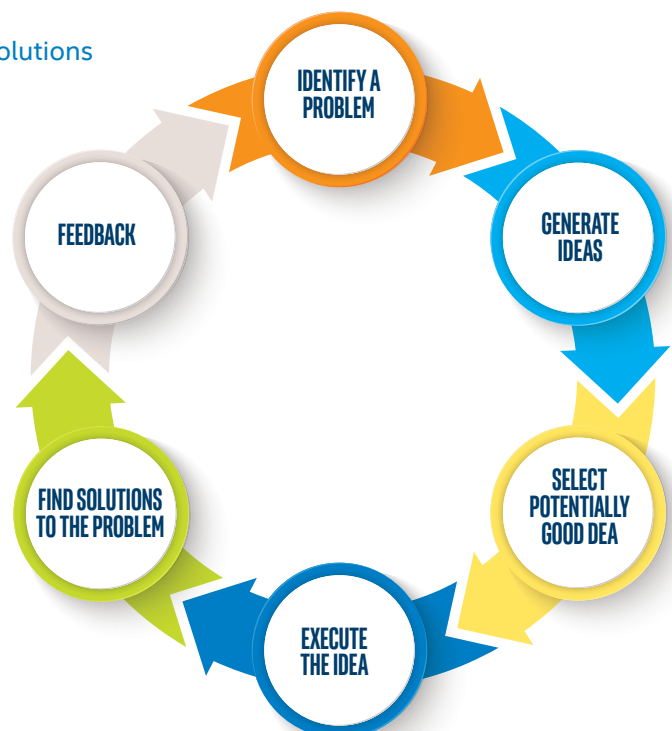 olutions
IDENTIFY A
PROBLEM
GENERATE
IDEAS
SELECT
POTENTIALLY
GOOD DEA
EXECUTE
THE IDEA
FIND SOLUTIONS
TO THE PROBLEM
FEEDBACK